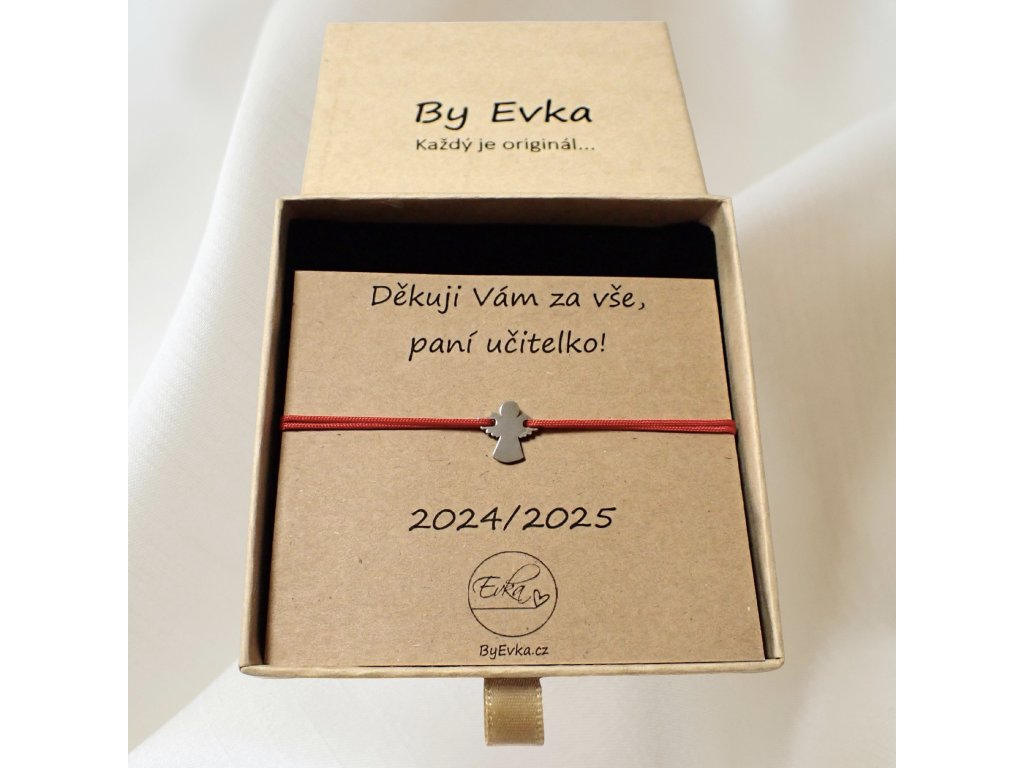 By Evka
Každý je originál...
Děkuji Vám za vše,
paní učitelko!
2024/2025
Evka
ByEvka.cz